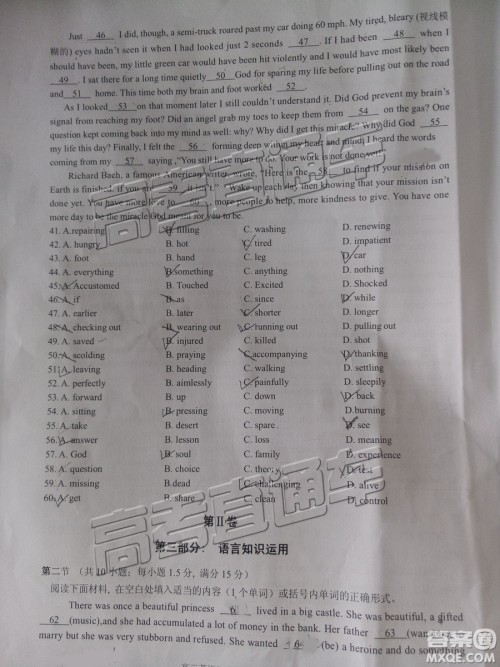 Just 46 I did, though, a semi-truck roared past my car doing 60 mph. My tired, bleary (视线模
糊的) eyes hadn't seen it when I had looked just 2 seconds 47. If I had been 48 when I
should have been, my little green car would have been hit violently and I would have most likely been
49. I sat there for a long time quietly 50 God for sparing my life before pulling out on the road
and 51 home. This time both my brain and foot worked 52.
As I looked 53 on that moment later I still couldn't understand it. Did God prevent my brain's
signal from reaching my foot? Did an angel grab my toes to keep them from 54 on the gas? One
question kept coming back into my mind as well: why? Why did I get this miracle? Why did God 55
my life this day? Finally, I felt the 56 forming deep within my heart and mind. I heard the words
coming from my 57 saying, "You still have more to do. Your work is not done yet."
Richard Bach, a famous American writer, wrote, "Here is the 58 to find if your mission on
Earth is finished, if you are 59 it isn't." Wake up each day then knowing that your mission isn't
done yet. You have more love to 60, more people to help, more kindness to give. You have one
more day to be the miracle God meant for you to be.
41. A.repairing B. filling C. washing D. renewing
42. A. hungry B. hot C. tired D. impatient
43. A. foot B. hand C. leg D. car
44. A. everything B. something C. anything D. nothing
45. A. Accustomed B. Touched C. Excited D. Shocked
46. A. if B. as C. since D. while
47. A. earlier B. later C. shorter D. longer
48. A. checking out B. wearing out C. running out D. pulling out
49. A. saved B. injured C. killed D. shot
50. A. scolding B. praying C. accompanying D. thanking
51. A. leaving B. heading C. walking D. settling
52. A. perfectly B. aimlessly C. painfully D. sleepily
53. A. up B. forward C. down D. back
54. A. sitting B. pressing C. moving D.burning
55. A. take B. desert C. spare D. see
56. A. answer B. lesson C. loss D. meaning
57. A. God B. soul C. family D. experience
58. A. question B. choice C. theory D. test
59. A. missing B. dead C. challenging D. alive
60. A. get B. share C. clean D. control
第Ⅱ卷
第三部分: 语言知识运用
第二节 (共 10 小题; 每小题 1.5 分, 满分 15 分)
阅读下面材料, 在空白处填入适当的内容 (1 个单词) 或括号内单词的正确形式。
There was once a beautiful princess 6 lived in a big castle. She was beautiful, a gifted
62 (music),and she had accumulated a lot of money in the bank. Her father 63
marry but she was very stubborn and refused. She wanted (be) a heroine and do something
高考直通车
高考直通车
答案圈
MXQE.COM